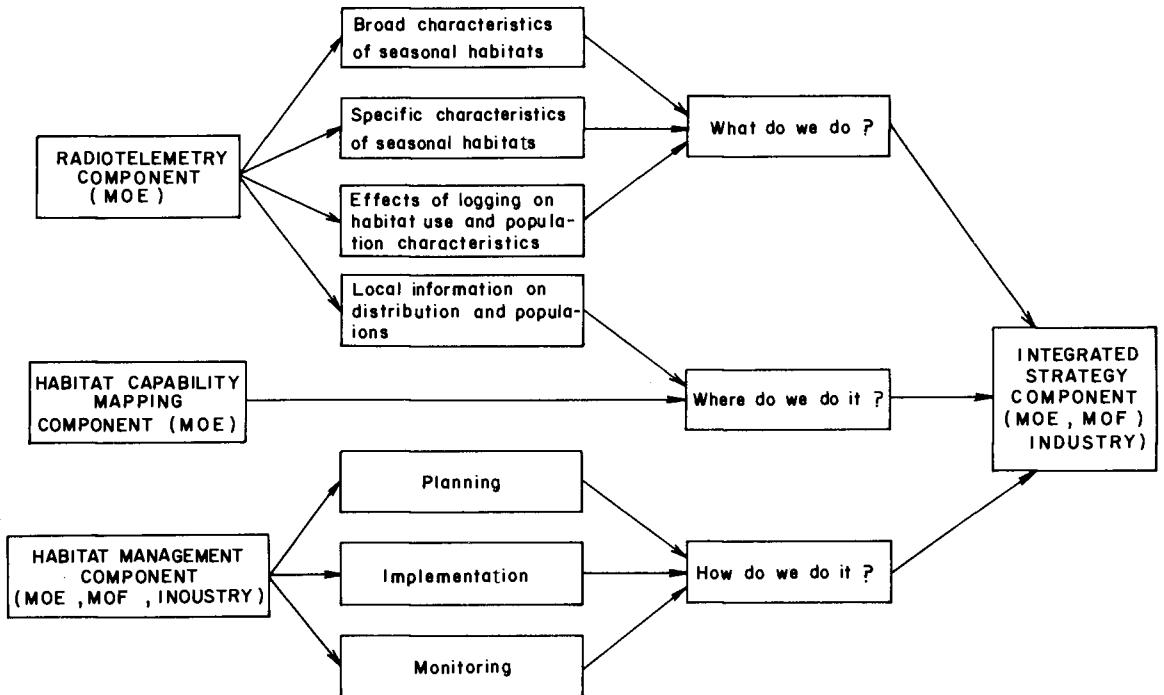 Broad characteristics
of seasonal habitats
Specific characteristics
of seasonal habitats
What do we do ?
RADIOTELEMETRY
COMPONENT
(MOE)
Effects of logging on
habitat use and popula-
tion characteristics
Local information on
distribution and popula-
ions
HABITAT CAPABILITY
MAPPING
COMPONENT (MOE)
Where do we do it ?
INTEGRATED
STRATEGY
COMPONENT
(MOE, MOF)
INDUSTRY)
Planning
HABITAT MANAGEMENT
COMPONENT
(MOE, MOF, INOUSTRY)
Implementation
How do we do it ?
Monitoring